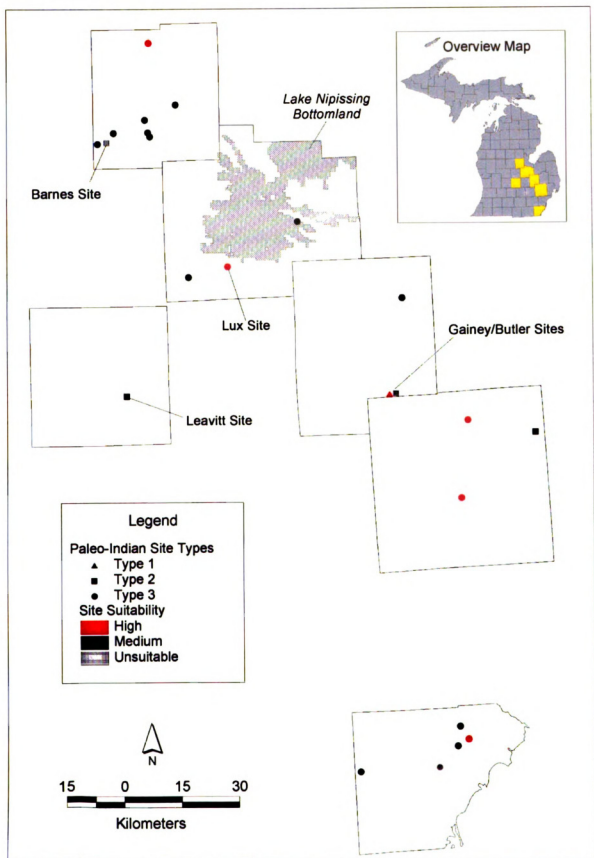 Overview Map
Lake Nipissing
Bottomland
Barnes Site
Lux Site
Gainey/Butler Sites
Leavitt Site
Legend
Paleo-Indian Site Types
Type 1
Type 2
Type 3
Site Suitability
High
Medium
Unsuitable
N
15 0 15 30
Kilometers